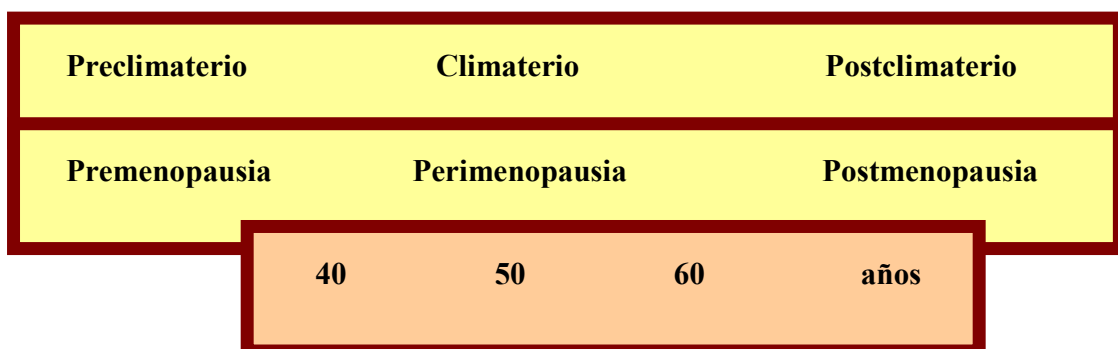 Preclimaterio Climaterio Postclimaterio
Premenopausia Perimenopausia Postmenopausia
40 50 60 años